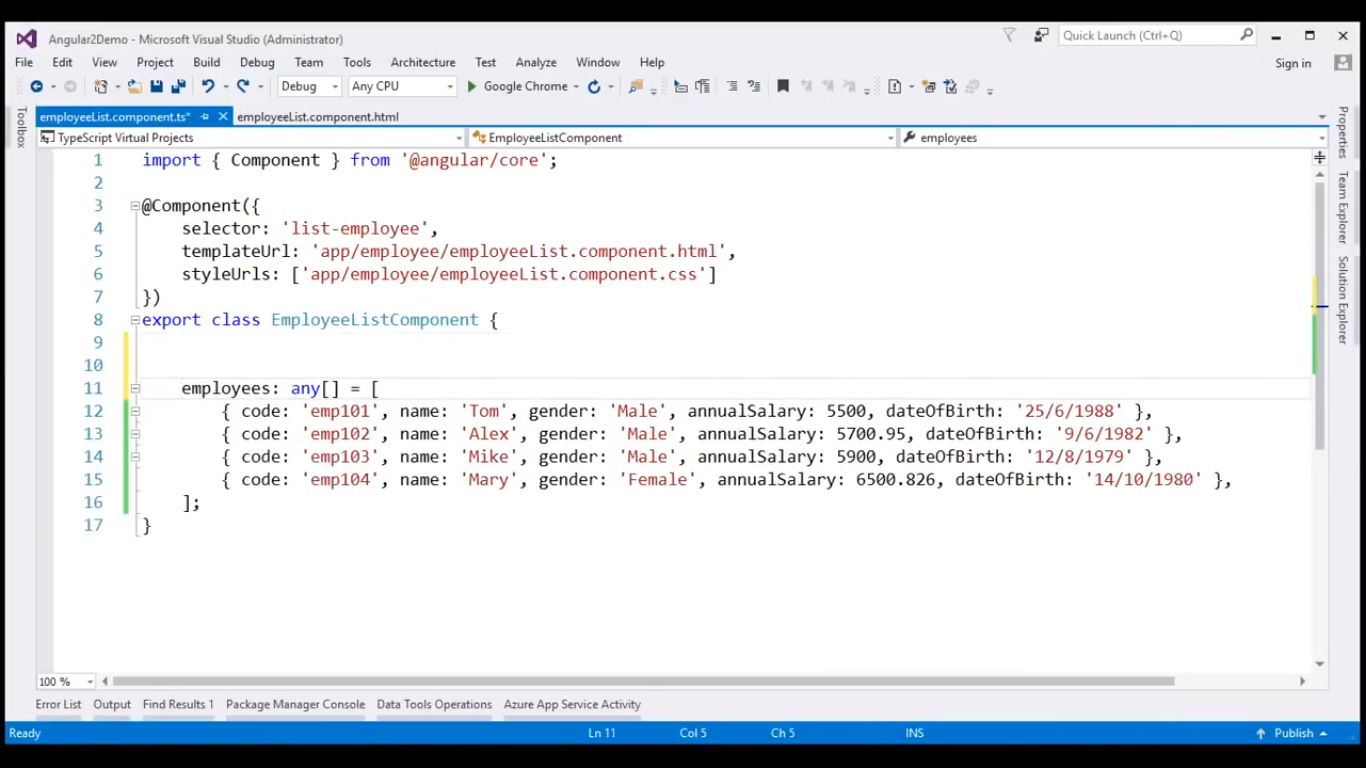 Angular2Demo - Microsoft Visual Studio (Administrator)
Quick Launch (Ctrl+Q)
File Edit View Project Build Debug Team Tools Architecture Test Analyze Window Help
Sign in
Debug Any CPU Google Chrome
Toolbox
employeeList.component.ts* employeeList.component.html
TypeScript Virtual Projects EmployeeListComponent employees
1 import { Component } from '@angular/core';
2
3 @Component({
4 selector: 'list-employee',
5 templateUrl: 'app/employee/employeeList.component.html',
6 styleUrls: ['app/employee/employeeList.component.css']
7 })
8 export class EmployeeListComponent {
9
10
11 employees: any[] = [
12 { code: 'emp101', name: 'Tom', gender: 'Male', annualSalary: 5500, dateOfBirth: '25/6/1988' },
13 { code: 'emp102', name: 'Alex', gender: 'Male', annualSalary: 5700.95, dateOfBirth: '9/6/1982' },
14 { code: 'emp103', name: 'Mike', gender: 'Male', annualSalary: 5900, dateOfBirth: '12/8/1979' },
15 { code: 'emp104', name: 'Mary', gender: 'Female', annualSalary: 6500.826, dateOfBirth: '14/10/1980' },
16 ];
17 }
Properties
Team Explorer
Solution Explorer
100 %
Error List Output Find Results 1 Package Manager Console Data Tools Operations Azure App Service Activity
Ready Ln 11 Col 5 Ch 5 INS Publish